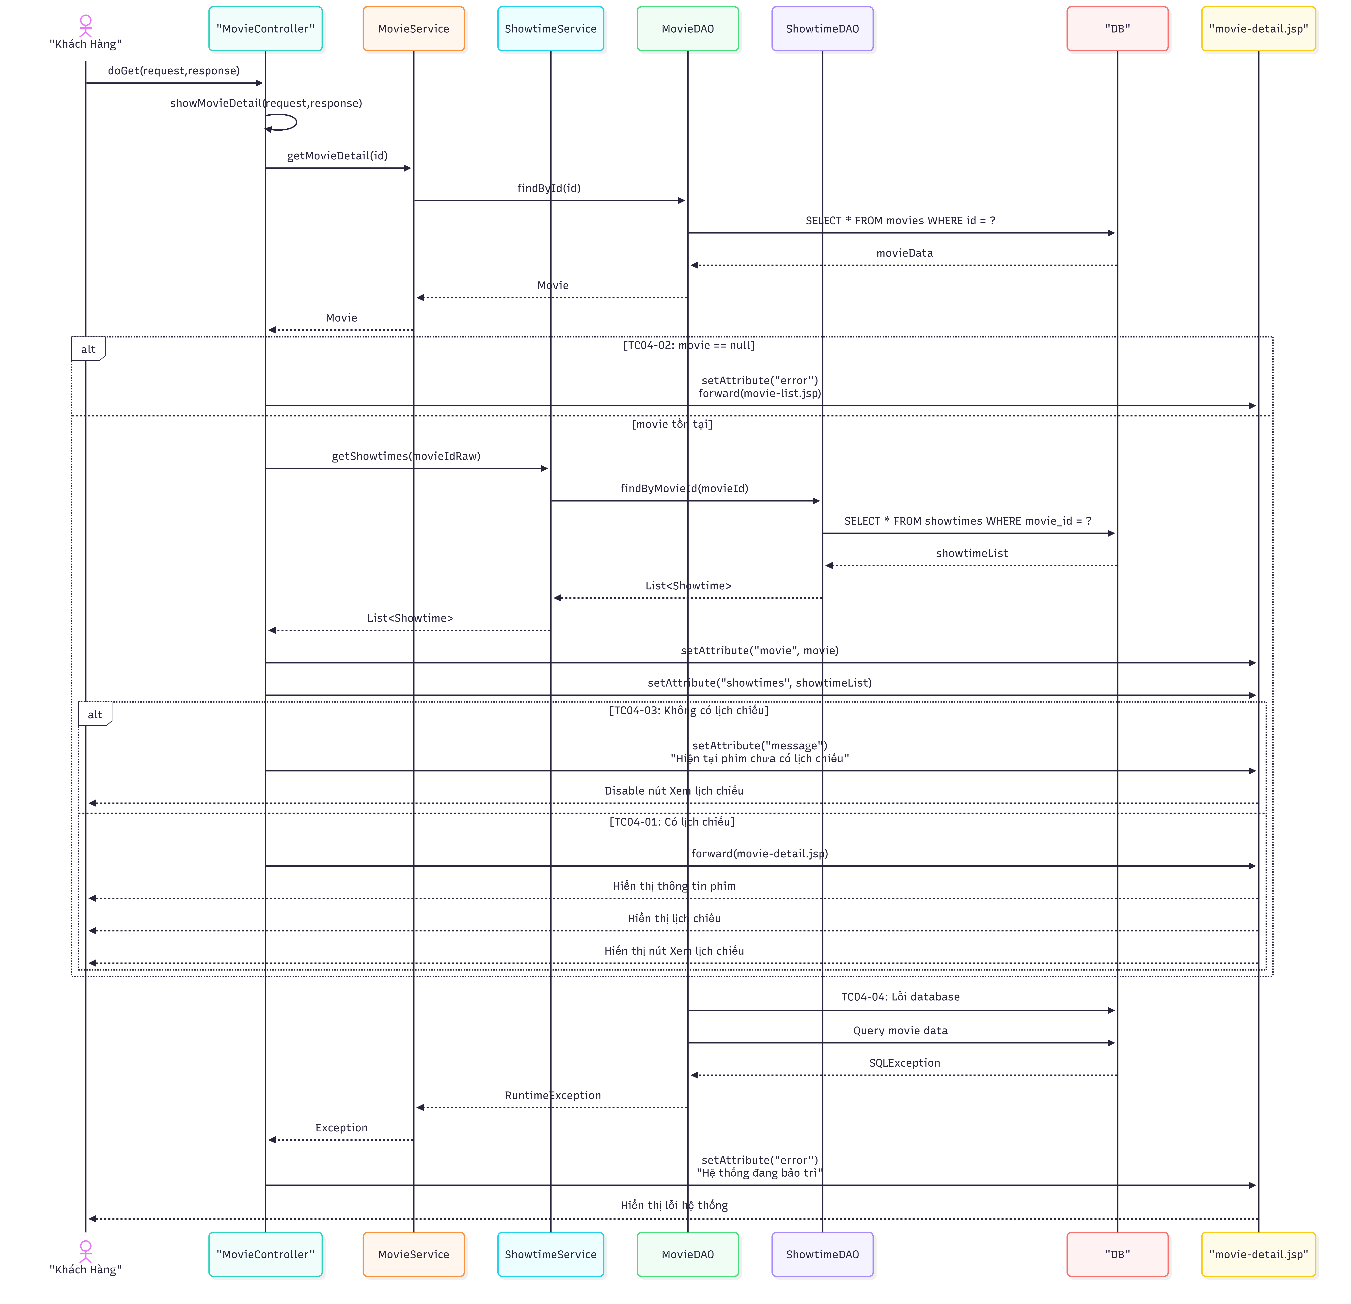 "Khách Hàng"
"MovieController"
MovieService
ShowtimeService
MovieDAO
ShowtimeDAO
"DB"
"movie-detail.jsp"
doGet(request,response)
showMovieDetail(request,response)
getMovieDetail(id)
findById(id)
SELECT * FROM movies WHERE id = ?
movieData
Movie
Movie
alt
[TC04-02: movie == null]
setAttribute("error")
forward(movie-list.jsp)
[movie tồn tại]
getShowtimes(movieIdRaw)
findByMovieId(movieId)
SELECT * FROM showtimes WHERE movie_id = ?
showtimeList
List<Showtime>
List<Showtime>
setAttribute("movie", movie)
setAttribute("showtimes", showtimeList)
alt
[TC04-03: Không có lịch chiếu]
setAttribute("message")
"Hiện tại phim chưa có lịch chiếu"
Disable nút Xem lịch chiếu
[TC04-01: Có lịch chiếu]
forward(movie-detail.jsp)
Hiển thị thông tin phim
Hiển thị lịch chiếu
Hiển thị nút Xem lịch chiếu
TC04-04: Lỗi database
Query movie data
SQLException
RuntimeException
Exception
setAttribute("error")
"Hệ thống đang bảo trì"
Hiển thị lỗi hệ thống
"Khách Hàng"
"MovieController"
MovieService
ShowtimeService
MovieDAO
ShowtimeDAO
"DB"
"movie-detail.jsp"